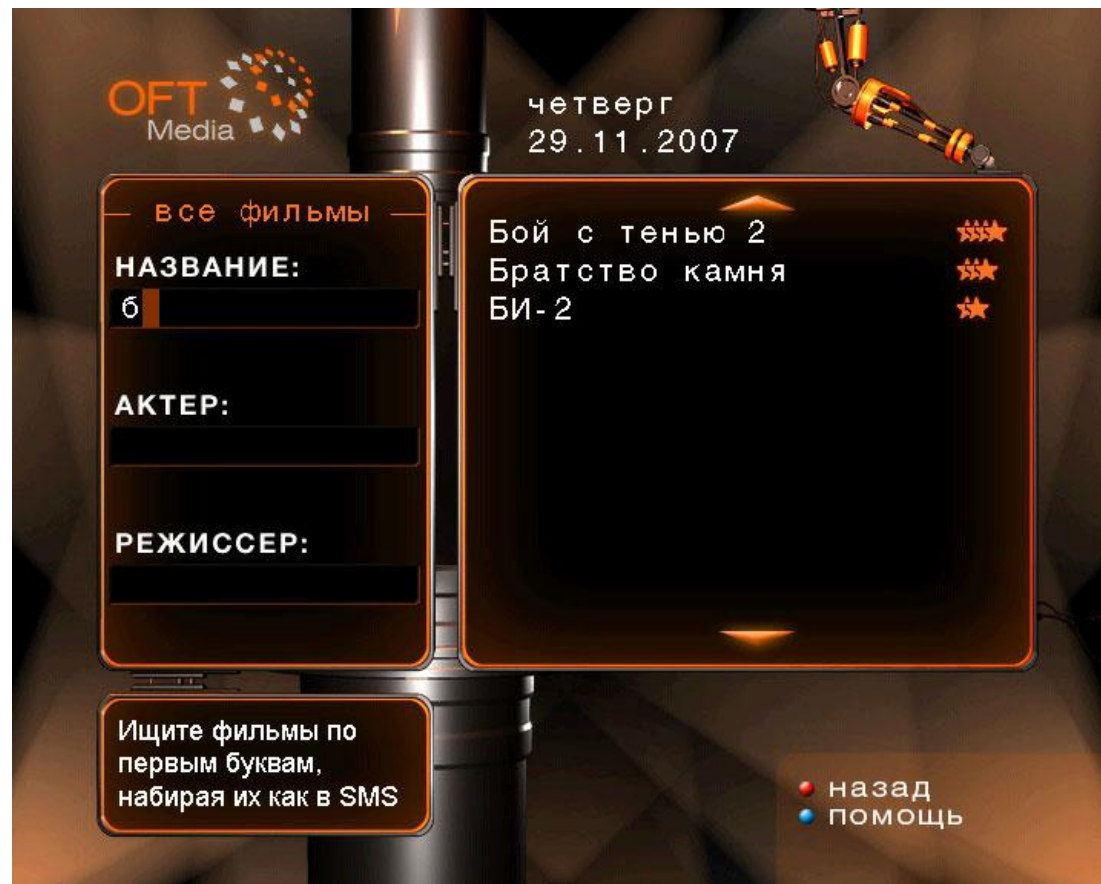 OFT
Media
четверг
29.11.2007
все фильмы
НАЗВАНИЕ:
б
АКТЕР:
РЕЖИССЕР:
Бой с тенью 2
Братство камня
БИ-2
Ищите фильмы по
первым буквам,
набирая их как в SMS
назад
помощь